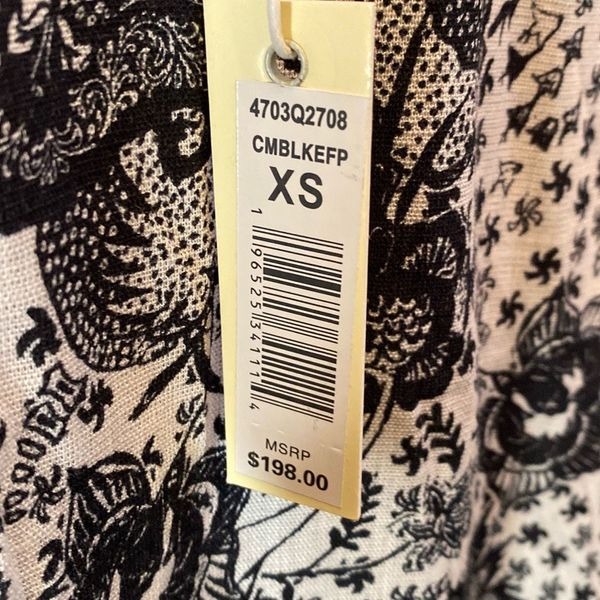 4703Q2708
CMBLKEFP
XS
1 96525 34111 4
MSRP
$198.00